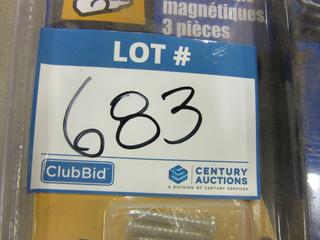 magnétiques
3 pièces
LOT #
683
ClubBid
CENTURY
AUCTIONS
A DIVISION OF CENTURY SERVICES